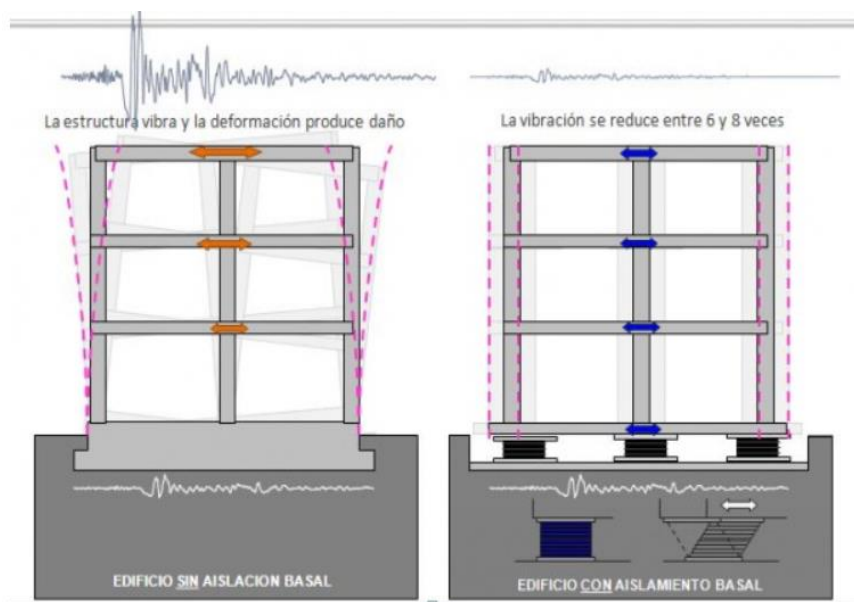 La estructura vibra y la deformación produce daño
La vibración se reduce entre 6 y 8 veces
EDIFICIO SIN AISLACION BASAL
EDIFICIO CON AISLAMIENTO BASAL